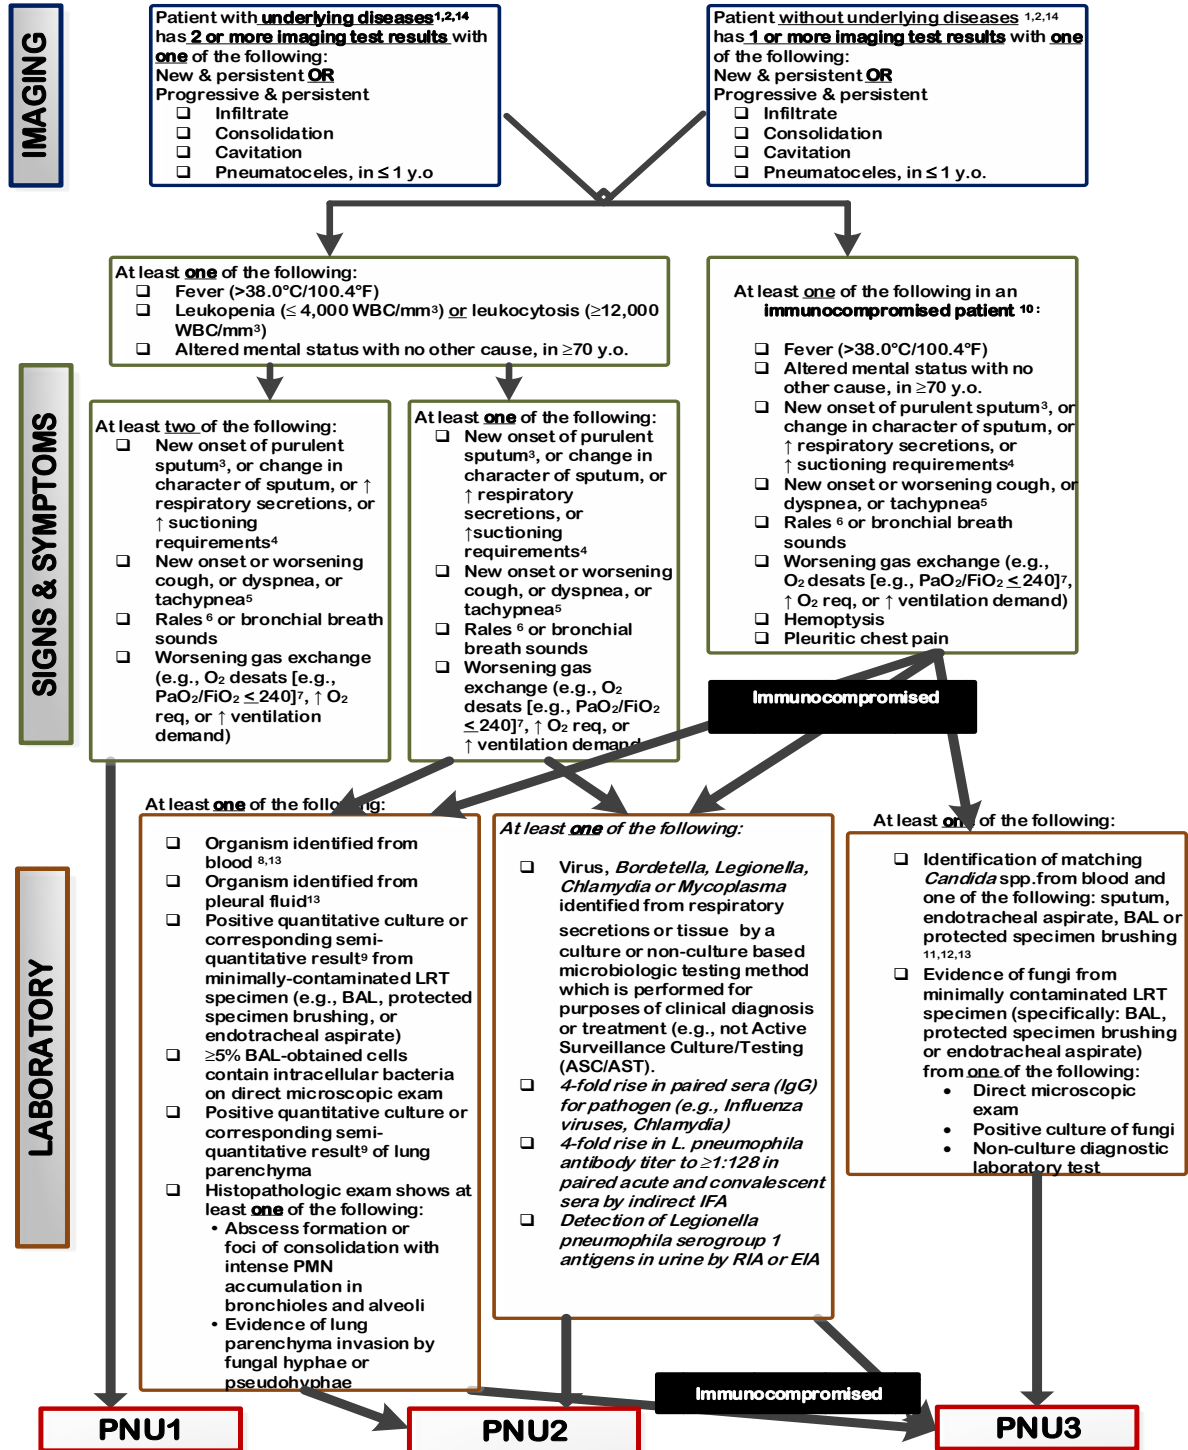 IMAGING
Patient with underlying diseases1,2,14
has 2 or more imaging test results with
one of the following:
New & persistent OR
Progressive & persistent
❑ Infiltrate
❑ Consolidation
❑ Cavitation
❑ Pneumatoceles, in ≤ 1 y.o
Patient without underlying diseases 1,2,14
has 1 or more imaging test results with one
of the following:
New & persistent OR
Progressive & persistent
❑ Infiltrate
❑ Consolidation
❑ Cavitation
❑ Pneumatoceles, in ≤ 1 y.o.
SIGNS & SYMPTOMS
At least one of the following:
❑ Fever (>38.0°C/100.4°F)
❑ Leukopenia (≤ 4,000 WBC/mm³) or leukocytosis (≥12,000
WBC/mm³)
❑ Altered mental status with no other cause, in ≥70 y.o.
At least two of the following:
❑ New onset of purulent
sputum³, or change in
character of sputum, or ↑
respiratory secretions, or
↑ suctioning
requirements⁴
❑ New onset or worsening
cough, or dyspnea, or
tachypnea⁵
❑ Rales ⁶ or bronchial breath
sounds
❑ Worsening gas exchange
(e.g., O₂ desats [e.g.,
PaO₂/FiO₂ ≤ 240]⁷, ↑ O₂
req, or ↑ ventilation
demand)
At least one of the following:
❑ New onset of purulent
sputum³, or change in
character of sputum, or
↑ respiratory
secretions, or
↑suctioning
requirements⁴
❑ New onset or worsening
cough, or dyspnea, or
tachypnea⁵
❑ Rales ⁶ or bronchial
breath sounds
❑ Worsening gas
exchange (e.g., O₂
desats [e.g., PaO₂/FiO₂
≤ 240]⁷, ↑ O₂ req, or
↑ ventilation demand
At least one of the following in an
immunocompromised patient ¹⁰:
❑ Fever (>38.0°C/100.4°F)
❑ Altered mental status with no
other cause, in ≥70 y.o.
❑ New onset of purulent sputum³, or
change in character of sputum, or
↑ respiratory secretions, or
↑ suctioning requirements⁴
❑ New onset or worsening cough, or
dyspnea, or tachypnea⁵
❑ Rales ⁶ or bronchial breath
sounds
❑ Worsening gas exchange (e.g.,
O₂ desats [e.g., PaO₂/FiO₂ ≤ 240]⁷,
↑ O₂ req, or ↑ ventilation demand)
❑ Hemoptysis
❑ Pleuritic chest pain
Immunocompromised
LABORATORY
At least one of the following:
❑ Organism identified from
blood 8,13
❑ Organism identified from
pleural fluid13
❑ Positive quantitative culture or
corresponding semi-
quantitative result⁹ from
minimally-contaminated LRT
specimen (e.g., BAL, protected
specimen brushing, or
endotracheal aspirate)
❑ ≥5% BAL-obtained cells
contain intracellular bacteria
on direct microscopic exam
❑ Positive quantitative culture or
corresponding semi-
quantitative result⁹ of lung
parenchyma
❑ Histopathologic exam shows at
least one of the following:
• Abscess formation or
foci of consolidation with
intense PMN
accumulation in
bronchioles and alveoli
• Evidence of lung
parenchyma invasion by
fungal hyphae or
pseudohyphae
At least one of the following:
❑ Virus, Bordetella, Legionella,
Chlamydia or Mycoplasma
identified from respiratory
secretions or tissue by a
culture or non-culture based
microbiologic testing method
which is performed for
purposes of clinical diagnosis
or treatment (e.g., not Active
Surveillance Culture/Testing
(ASC/AST).
❑ 4-fold rise in paired sera (IgG)
for pathogen (e.g., Influenza
viruses, Chlamydia)
❑ 4-fold rise in L. pneumophila
antibody titer to ≥1:128 in
paired acute and convalescent
sera by indirect IFA
❑ Detection of Legionella
pneumophila serogroup 1
antigens in urine by RIA or EIA
At least one of the following:
❑ Identification of matching
Candida spp.from blood and
one of the following: sputum,
endotracheal aspirate, BAL or
protected specimen brushing
11,12,13
❑ Evidence of fungi from
minimally contaminated LRT
specimen (specifically: BAL,
protected specimen brushing
or endotracheal aspirate)
from one of the following:
• Direct microscopic
exam
• Positive culture of fungi
• Non-culture diagnostic
laboratory test
Immunocompromised
PNU1
PNU2
PNU3